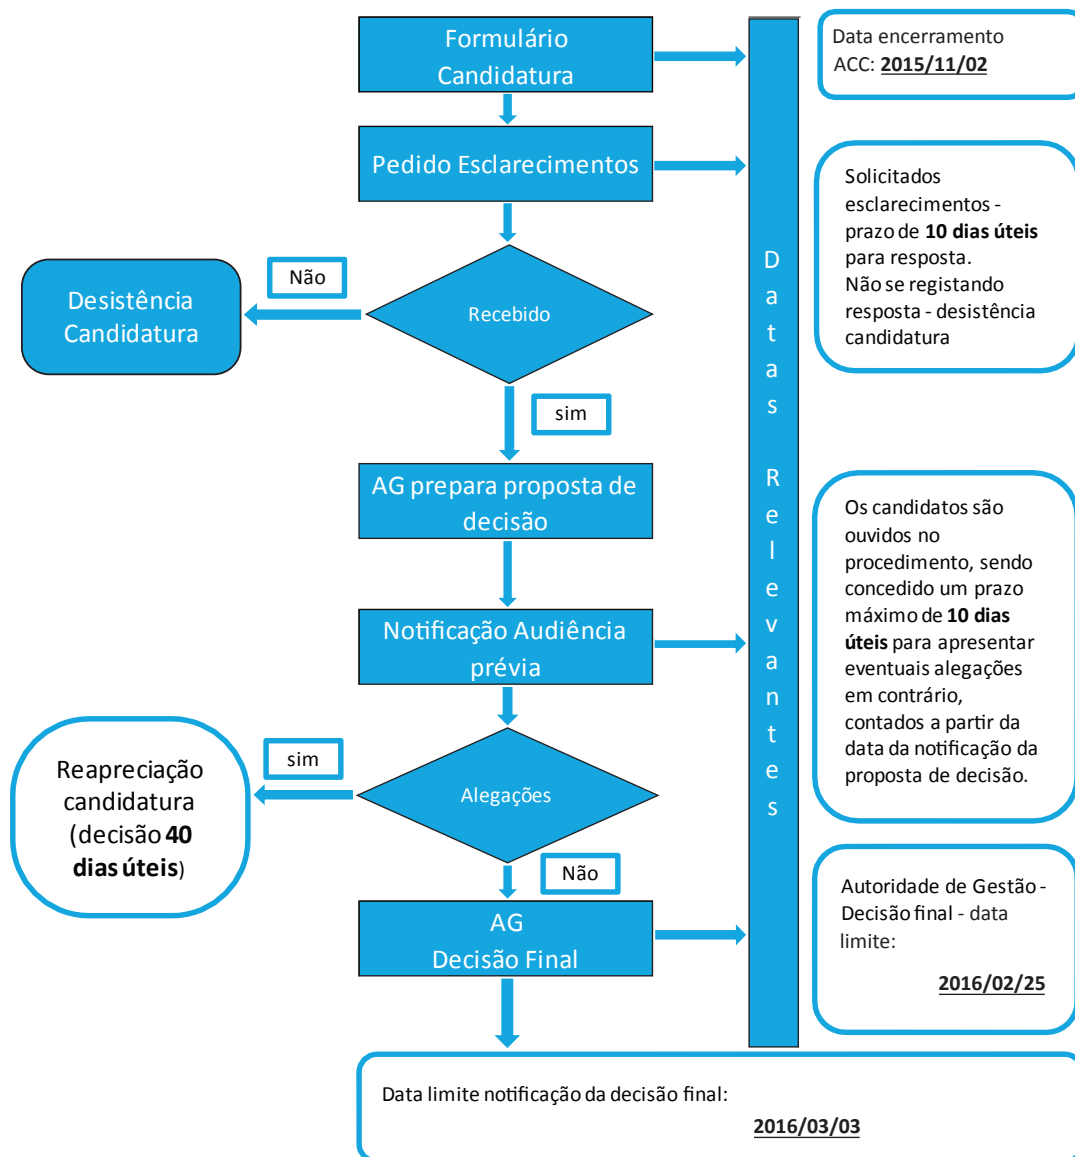 Formulário
Candidatura
Data encerramento
ACC: 2015/11/02
Pedido Esclarecimentos
Solicitados
esclarecimentos -
prazo de 10 dias úteis
para resposta.
Não se registando
resposta - desistência
candidatura
Não
Desistência
Candidatura
Recebido
sim
Datas Relevantes
AG prepara proposta de
decisão
Os candidatos são
ouvidos no
procedimento, sendo
concedido um prazo
máximo de 10 dias
úteis para apresentar
eventuais alegações
em contrário,
contados a partir da
data da notificação da
proposta de decisão.
Notificação Audiência
prévia
sim
Reapreciação
candidatura
(decisão 40
dias úteis)
Alegações
Não
AG
Decisão Final
Autoridade de Gestão -
Decisão final - data
limite:
2016/02/25
Data limite notificação da decisão final:
2016/03/03